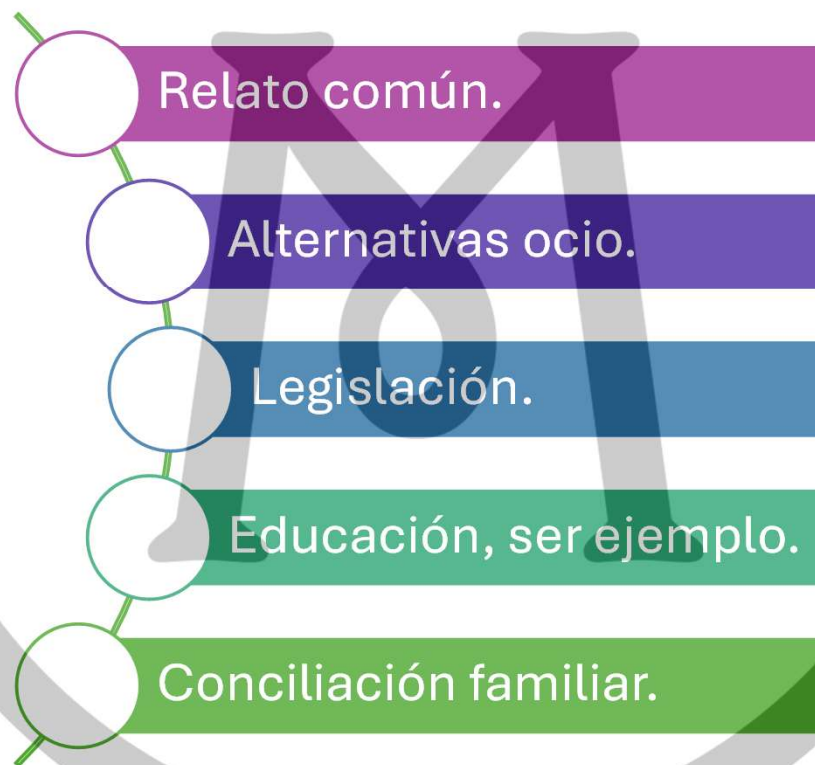 Relato común.
Alternativas ocio.
Legislación.
Educación, ser ejemplo.
Conciliación familiar.